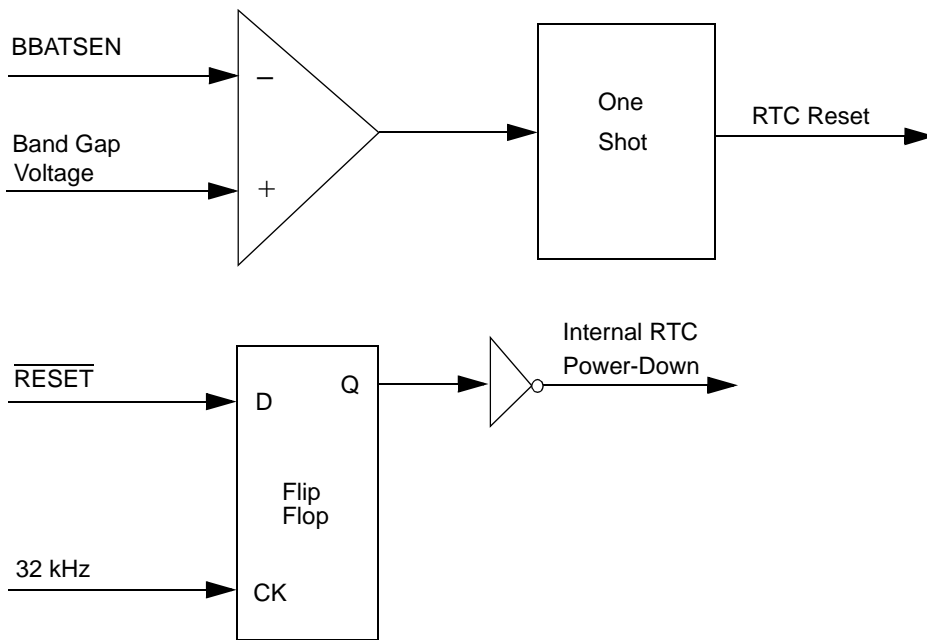 BBATSEN
−
Band Gap
Voltage
+
One
Shot
RTC Reset
RESET
D
Q
Flip
Flop
32 kHz
CK
Internal RTC
Power-Down